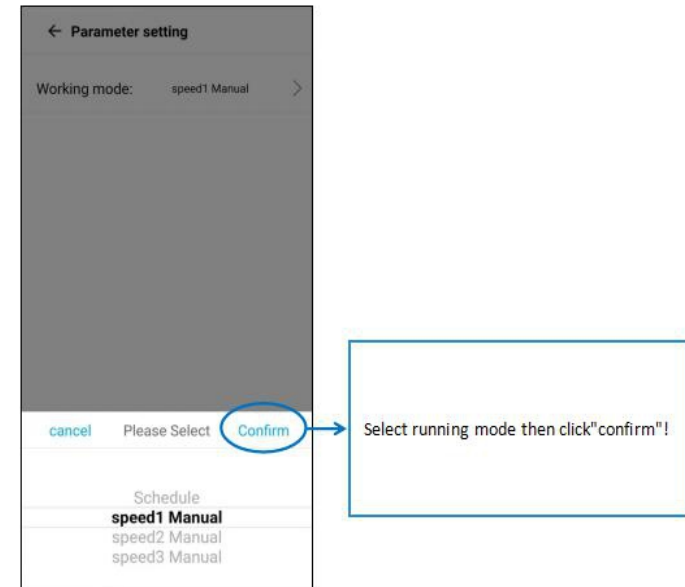 ← Parameter setting
Working mode: speed1 Manual >
cancel Please Select Confirm
Select running mode then click"confirm"!
Schedule
speed1 Manual
speed2 Manual
speed3 Manual